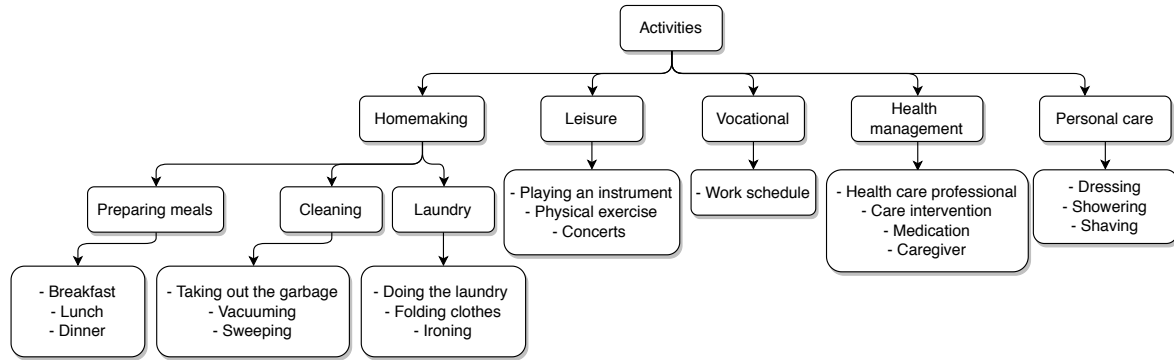 Activities
Homemaking
Leisure
Vocational
Health
management
Personal care
Preparing meals
Cleaning
Laundry
- Playing an instrument
- Physical exercise
- Concerts
- Work schedule
- Health care professional
- Care intervention
- Medication
- Caregiver
- Dressing
- Showering
- Shaving
- Breakfast
- Lunch
- Dinner
- Taking out the garbage
- Vacuuming
- Sweeping
- Doing the laundry
- Folding clothes
- Ironing